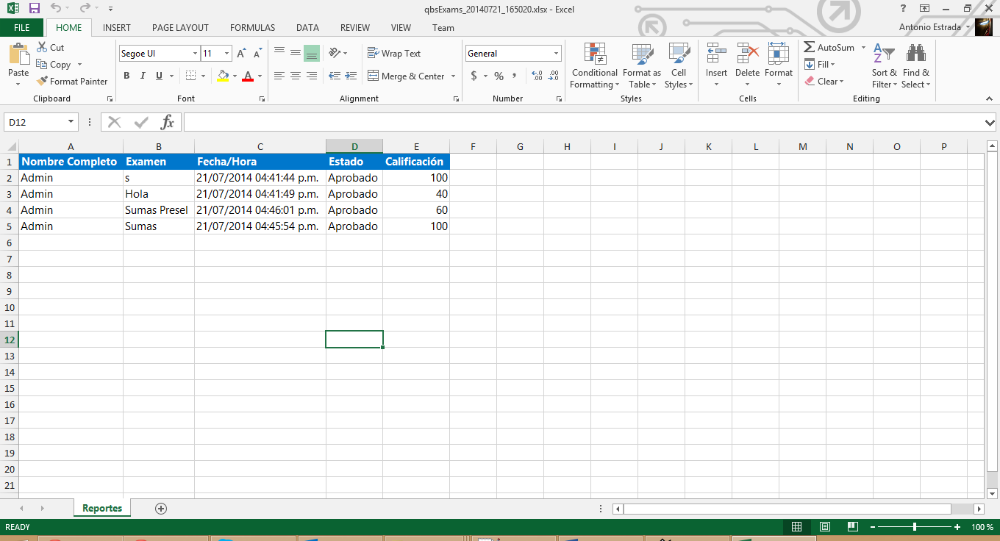 qbsExams_20140721_165020.xlsx - Excel
FILE HOME INSERT PAGE LAYOUT FORMULAS DATA REVIEW VIEW Team Antonio Estrada
Paste
Cut
Copy
Format Painter
Clipboard
Segoe UI 11
B I U A
Font
Wrap Text
Merge & Center
Alignment
General
$ % ,
Number
Conditional Formatting
Format as Table
Cell Styles
Styles
Insert
Delete
Format
Cells
AutoSum
Fill
Clear
Sort & Filter
Find & Select
Editing
D12 fx
A B C D E F G H I J K L M N O P
1 Nombre Completo Examen Fecha/Hora Estado Calificación
2 Admin s 21/07/2014 04:41:44 p.m. Aprobado 100
3 Admin Hola 21/07/2014 04:41:49 p.m. Aprobado 40
4 Admin Sumas Presel 21/07/2014 04:46:01 p.m. Aprobado 60
5 Admin Sumas 21/07/2014 04:45:54 p.m. Aprobado 100
6
7
8
9
10
11
12
13
14
15
16
17
18
19
20
21
Reportes
READY 100 %